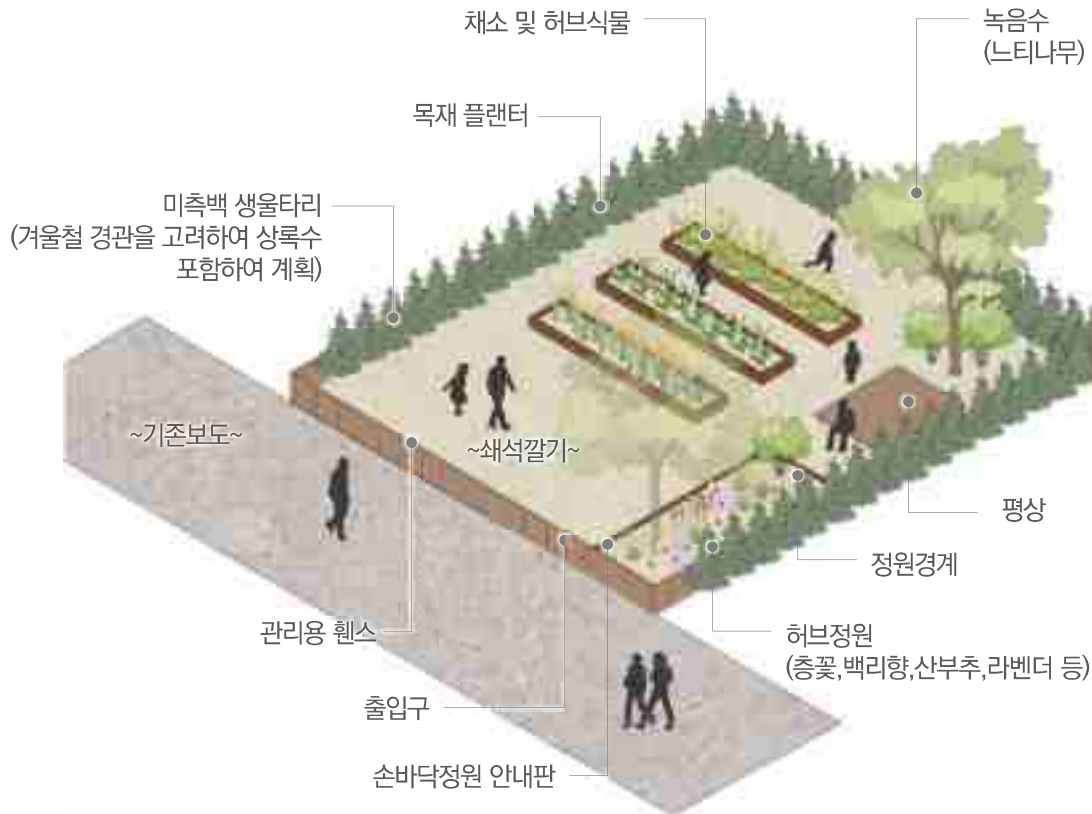 채소 및 허브식물
녹음수
(느티나무)
목재 플랜터
미측백 생울타리
(겨울철 경관을 고려하여 상록수
포함하여 계획)
~기존보도~
~쇄석깔기~
평상
정원경계
관리용 휀스
허브정원
(층꽃,백리향,산부추,라벤더 등)
출입구
손바닥정원 안내판